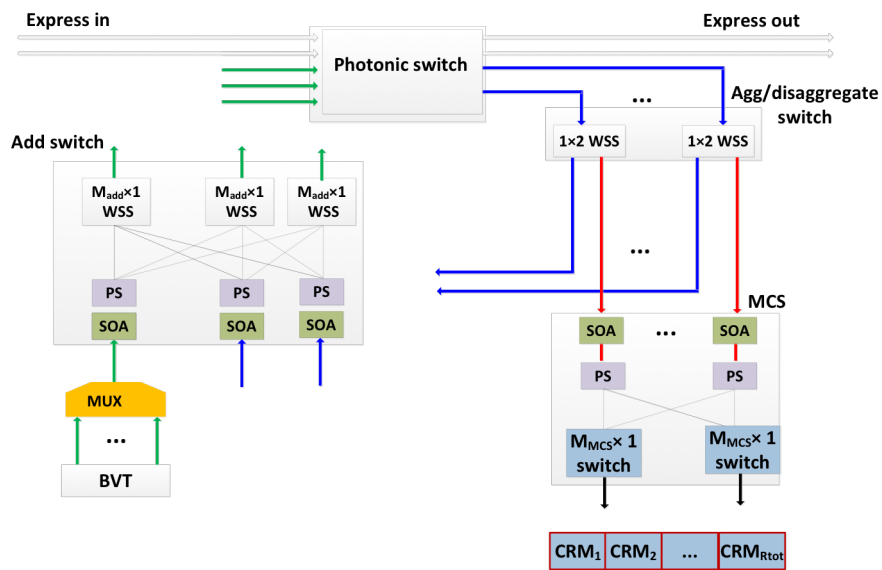 Express in
Express out
Photonic switch
...
Agg/disaggregate
switch
1×2 WSS
1×2 WSS
Add switch
Madd×1
WSS
Madd×1
WSS
Madd×1
WSS
...
PS
PS
PS
MCS
SOA
SOA
SOA
SOA
...
SOA
PS
PS
MUX
...
MMCS× 1
switch
MMCS× 1
switch
BVT
CRM1
CRM2
...
CRMRtot